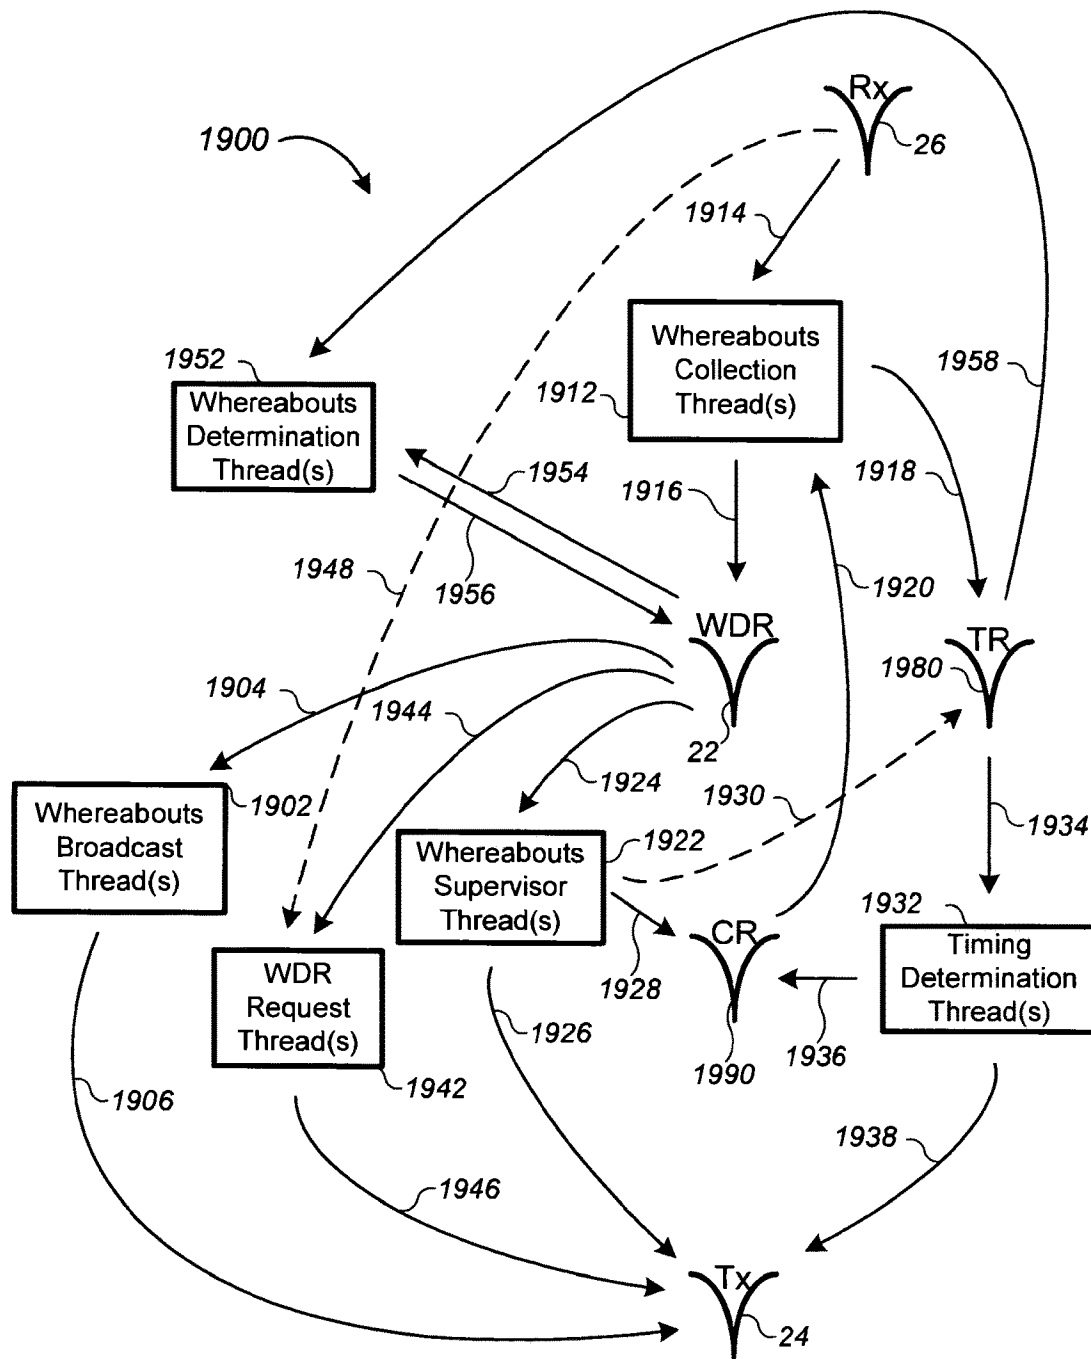 Rx
1900
26
1914
1952
Whereabouts
Collection
Thread(s)
1958
1912
Whereabouts
Determination
Thread(s)
1954
1916
1918
1948
1956
1920
WDR
TR
1904
1944
1980
22
1924
1930
1902
Whereabouts
Broadcast
Thread(s)
1922
1934
Whereabouts
Supervisor
Thread(s)
1932
CR
Timing
Determination
Thread(s)
WDR
Request
Thread(s)
1928
1926
1936
1990
1942
1906
1938
1946
Tx
24